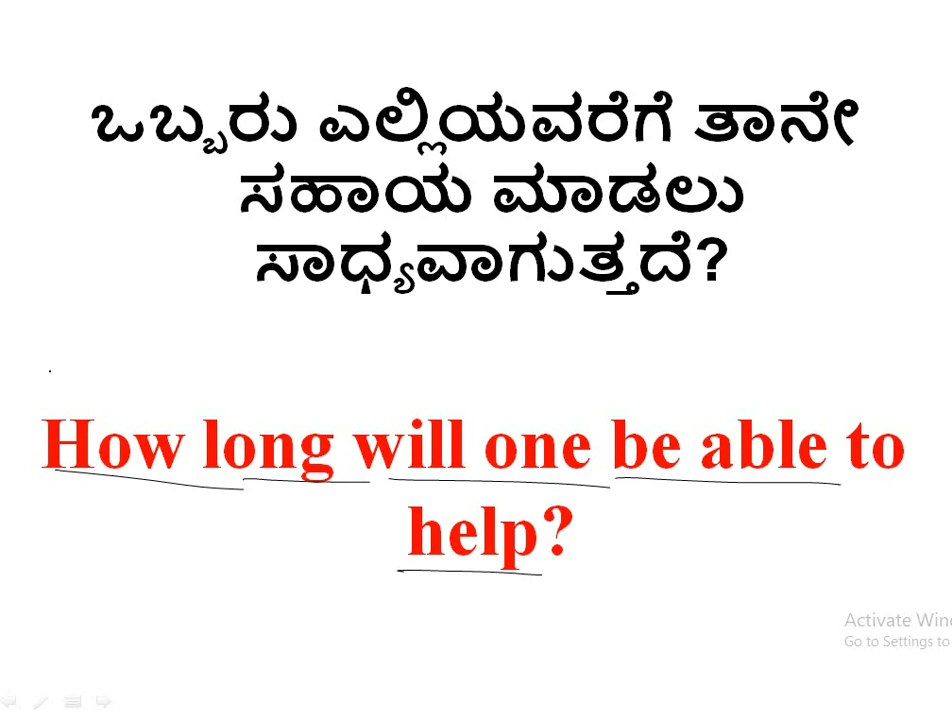 ಒಬ್ಬರು ಎಲ್ಲಿಯವರೆಗೆ ತಾನೇ
ಸಹಾಯ ಮಾಡಲು
ಸಾಧ್ಯವಾಗುತ್ತದೆ?
How long will one be able to
help?
Activate Win
Go to Settings to